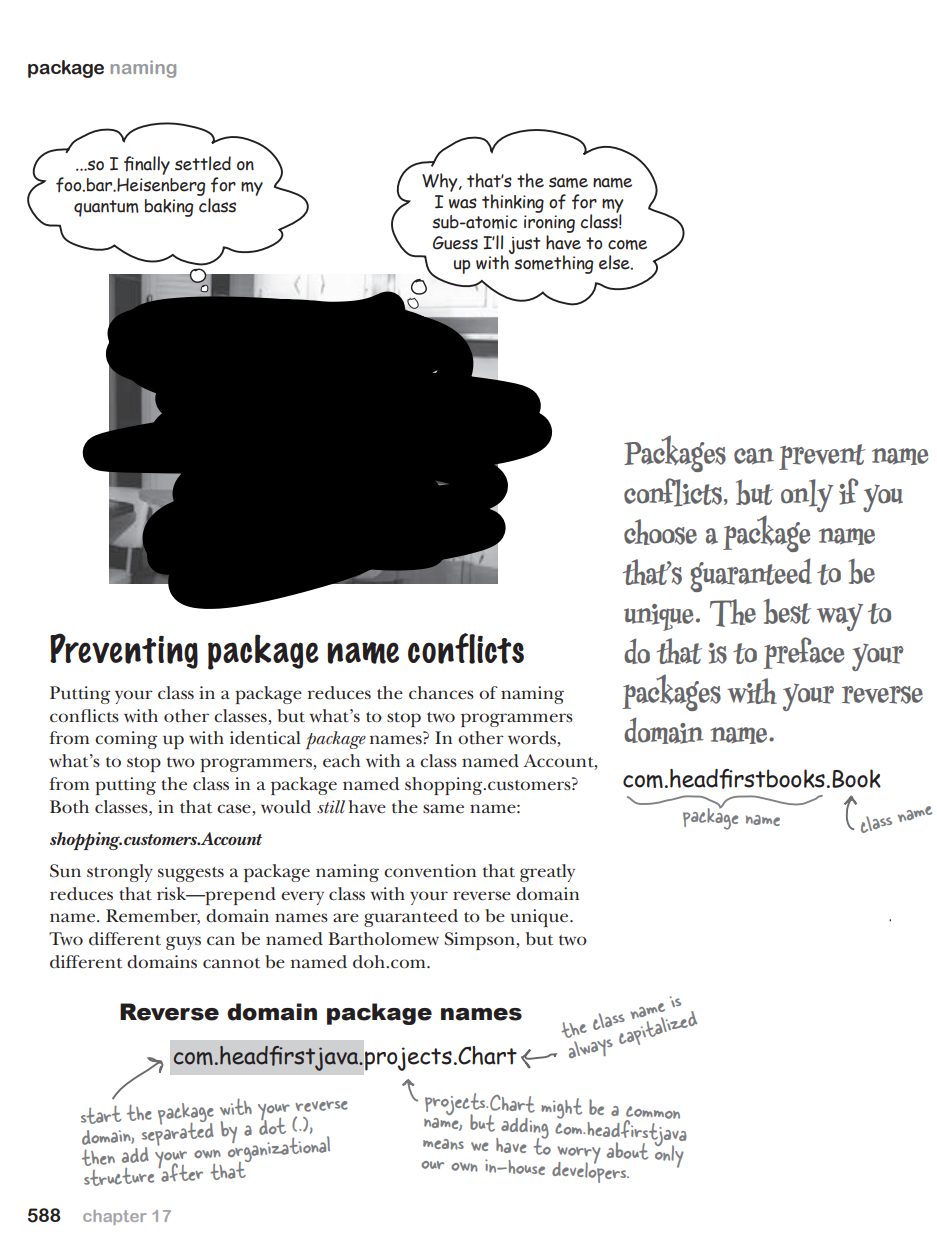 package naming
...so I finally settled on
foo.bar.Heisenberg for my
quantum baking class
Why, that's the same name
I was thinking of for my
sub-atomic ironing class!
Guess I'll just have to come
up with something else.
Packages can prevent name
conflicts, but only if you
choose a package name
that's guaranteed to be
unique. The best way to
do that is to preface your
packages with your reverse
domain name.
com.headfirstbooks.Book
package name
class name
Preventing package name conflicts
Putting your class in a package reduces the chances of naming
conflicts with other classes, but what's to stop two programmers
from coming up with identical package names? In other words,
what's to stop two programmers, each with a class named Account,
from putting the class in a package named shopping.customers?
Both classes, in that case, would still have the same name:
shopping.customers.Account
Sun strongly suggests a package naming convention that greatly
reduces that risk—prepend every class with your reverse domain
name. Remember, domain names are guaranteed to be unique.
Two different guys can be named Bartholomew Simpson, but two
different domains cannot be named doh.com.
Reverse domain package names
com.headfirstjava.projects.Chart
the class name is
always capitalized
start the package with your reverse
domain, separated by a dot (.),
then add your own organizational
structure after that
projects.Chart might be a common
name, but adding com.headfirstjava
means we have to worry about only
our own in-house developers.
588 chapter 17